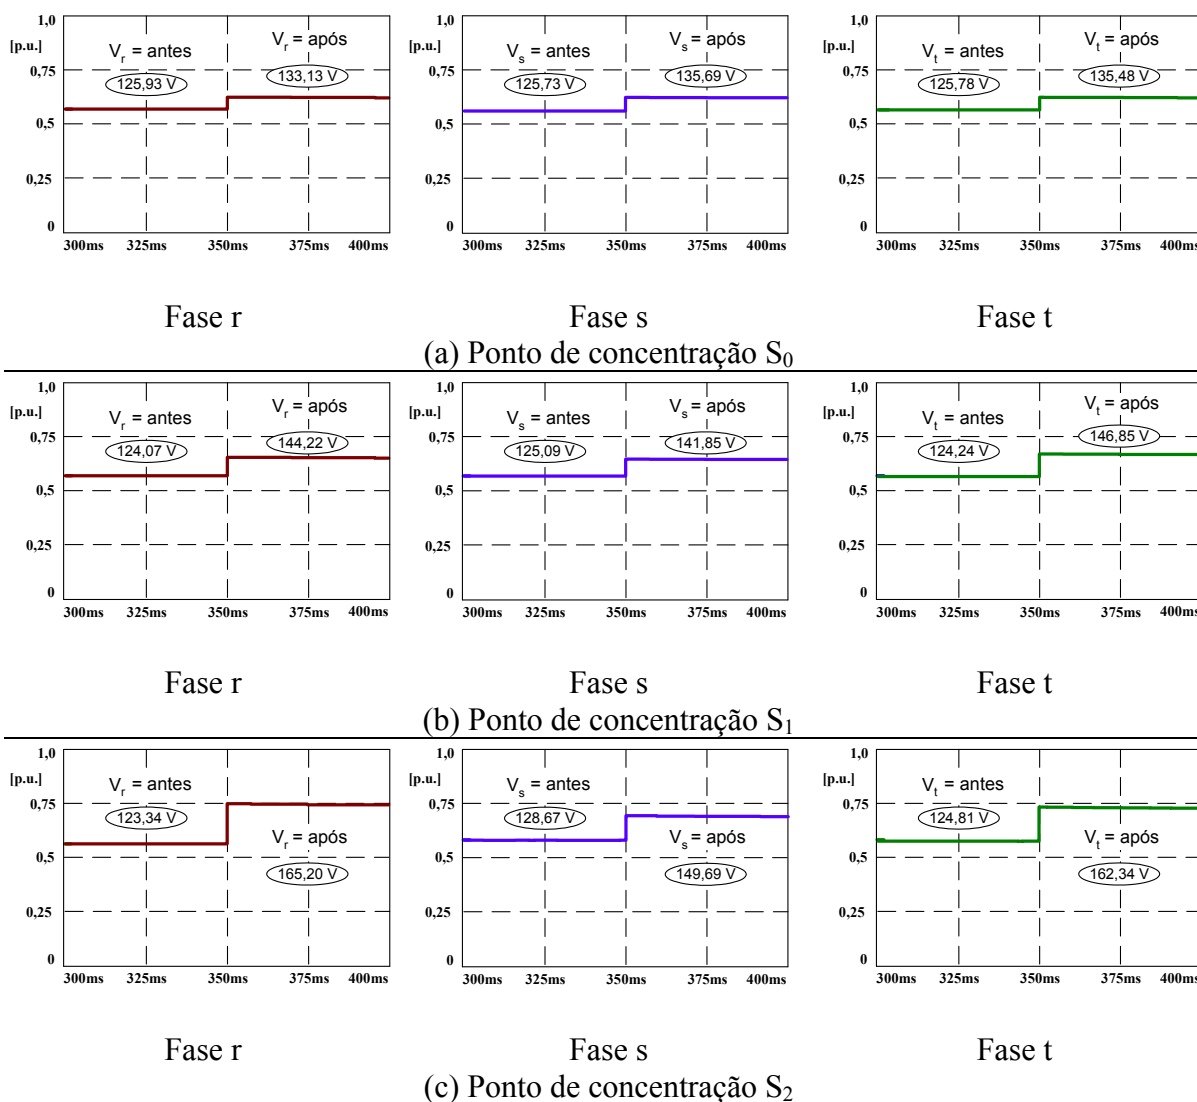 1,0 1,0 1,0
[p.u.] V_r = antes V_r = após [p.u.] V_s = antes V_s = após [p.u.] V_t = antes V_t = após
0,75 125,93 V 133,13 V 0,75 125,73 V 135,69 V 0,75 125,78 V 135,48 V
0,5 0,5 0,5
0,25 0,25 0,25
0 0 0
300ms 325ms 350ms 375ms 400ms 300ms 325ms 350ms 375ms 400ms 300ms 325ms 350ms 375ms 400ms
Fase r Fase s Fase t
(a) Ponto de concentração S₀
1,0 1,0 1,0
[p.u.] V_r = antes V_r = após [p.u.] V_s = antes V_s = após [p.u.] V_t = antes V_t = após
0,75 124,07 V 144,22 V 0,75 125,09 V 141,85 V 0,75 124,24 V 146,85 V
0,5 0,5 0,5
0,25 0,25 0,25
0 0 0
300ms 325ms 350ms 375ms 400ms 300ms 325ms 350ms 375ms 400ms 300ms 325ms 350ms 375ms 400ms
Fase r Fase s Fase t
(b) Ponto de concentração S₁
1,0 1,0 1,0
[p.u.] V_r = antes [p.u.] V_s = antes [p.u.] V_t = antes
0,75 123,34 V 0,75 128,67 V 0,75 124,81 V
V_r = após V_s = após V_t = após
0,5 165,20 V 0,5 149,69 V 0,5 162,34 V
0,25 0,25 0,25
0 0 0
300ms 325ms 350ms 375ms 400ms 300ms 325ms 350ms 375ms 400ms 300ms 325ms 350ms 375ms 400ms
Fase r Fase s Fase t
(c) Ponto de concentração S₂